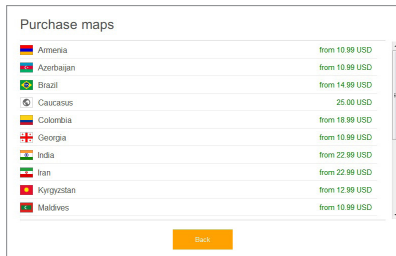 Purchase maps
Armenia from 10.99 USD
Azerbaijan from 10.99 USD
Brazil from 14.99 USD
Caucasus 25.00 USD
Colombia from 18.99 USD
Georgia from 10.99 USD
India from 22.99 USD
Iran from 22.99 USD
Kyrgyzstan from 12.99 USD
Maldives from 10.99 USD
Back